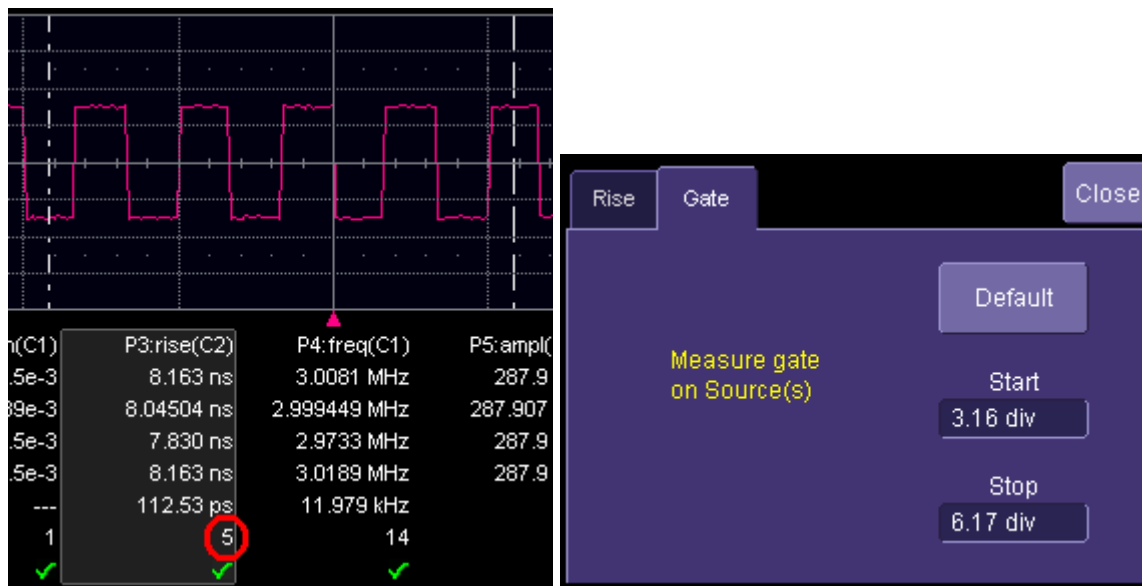 n(C1) P3:rise(C2) P4:freq(C1) P5:ampl(
.5e-3 8.163 ns 3.0081 MHz 287.9
39e-3 8.04504 ns 2.999449 MHz 287.907
.5e-3 7.830 ns 2.9733 MHz 287.9
.5e-3 8.163 ns 3.0189 MHz 287.9
--- 112.53 ps 11.979 kHz
1 5 14
Rise Gate Close
Default
Measure gate
on Source(s)
Start
3.16 div
Stop
6.17 div